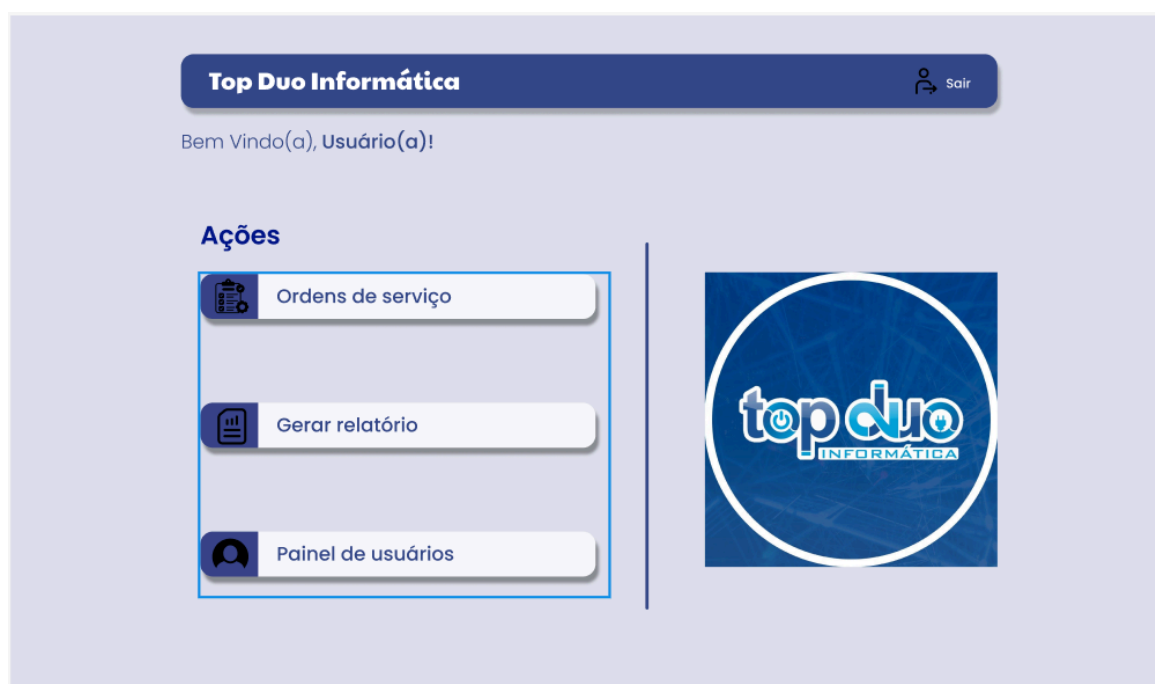 Top Duo Informática
Sair
Bem Vindo(a), Usuário(a)!
Ações
Ordens de serviço
Gerar relatório
Painel de usuários
top duo
INFORMÁTICA